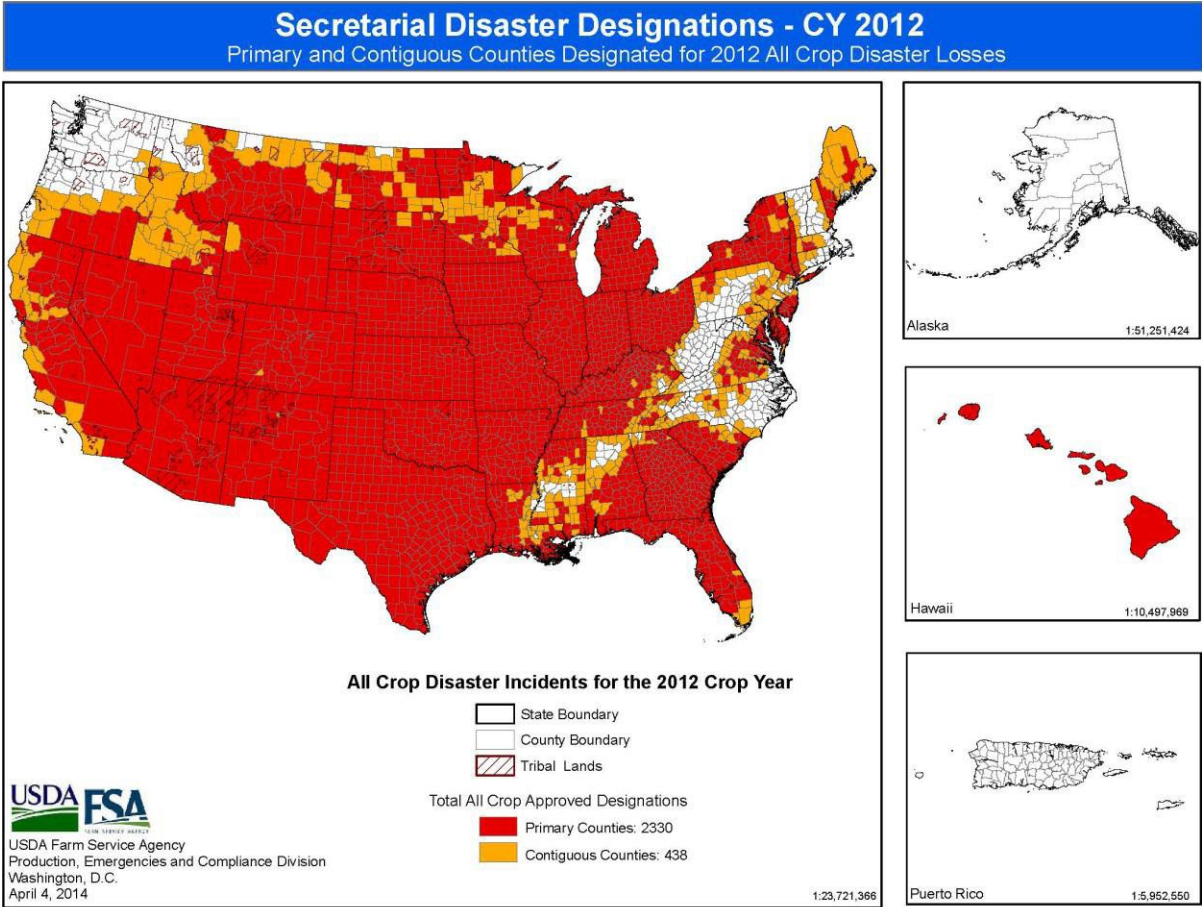 Secretarial Disaster Designations - CY 2012
Primary and Contiguous Counties Designated for 2012 All Crop Disaster Losses
Alaska
1:51,251,424
Hawaii
1:10,497,969
Puerto Rico
1:5,952,550
All Crop Disaster Incidents for the 2012 Crop Year
State Boundary
County Boundary
Tribal Lands
Total All Crop Approved Designations
Primary Counties: 2330
Contiguous Counties: 438
USDA FSA
FARM SERVICE AGENCY
USDA Farm Service Agency
Production, Emergencies and Compliance Division
Washington, D.C.
April 4, 2014
1:23,721,366